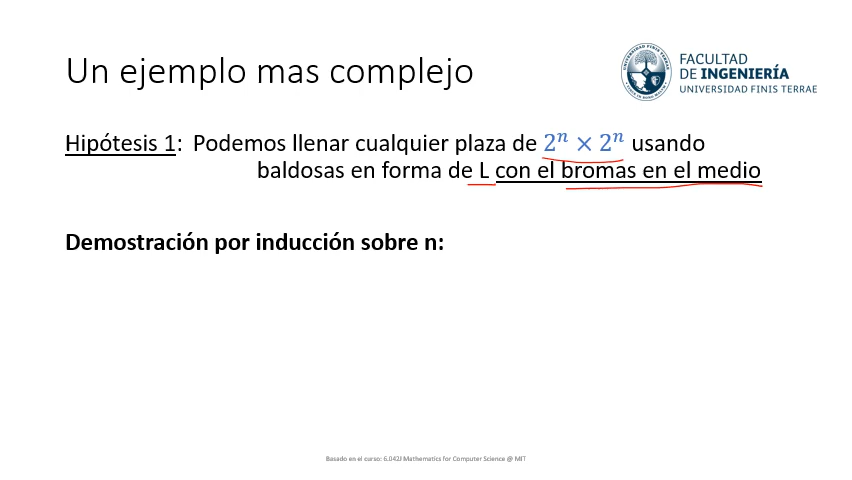 Un ejemplo mas complejo
FACULTAD
DE INGENIERÍA
UNIVERSIDAD FINIS TERRAE
Hipótesis 1: Podemos llenar cualquier plaza de 2ⁿ × 2ⁿ usando
baldosas en forma de L con el bromas en el medio
Demostración por inducción sobre n:
Basado en el curso: 6.042J Mathematics for Computer Science @ MIT